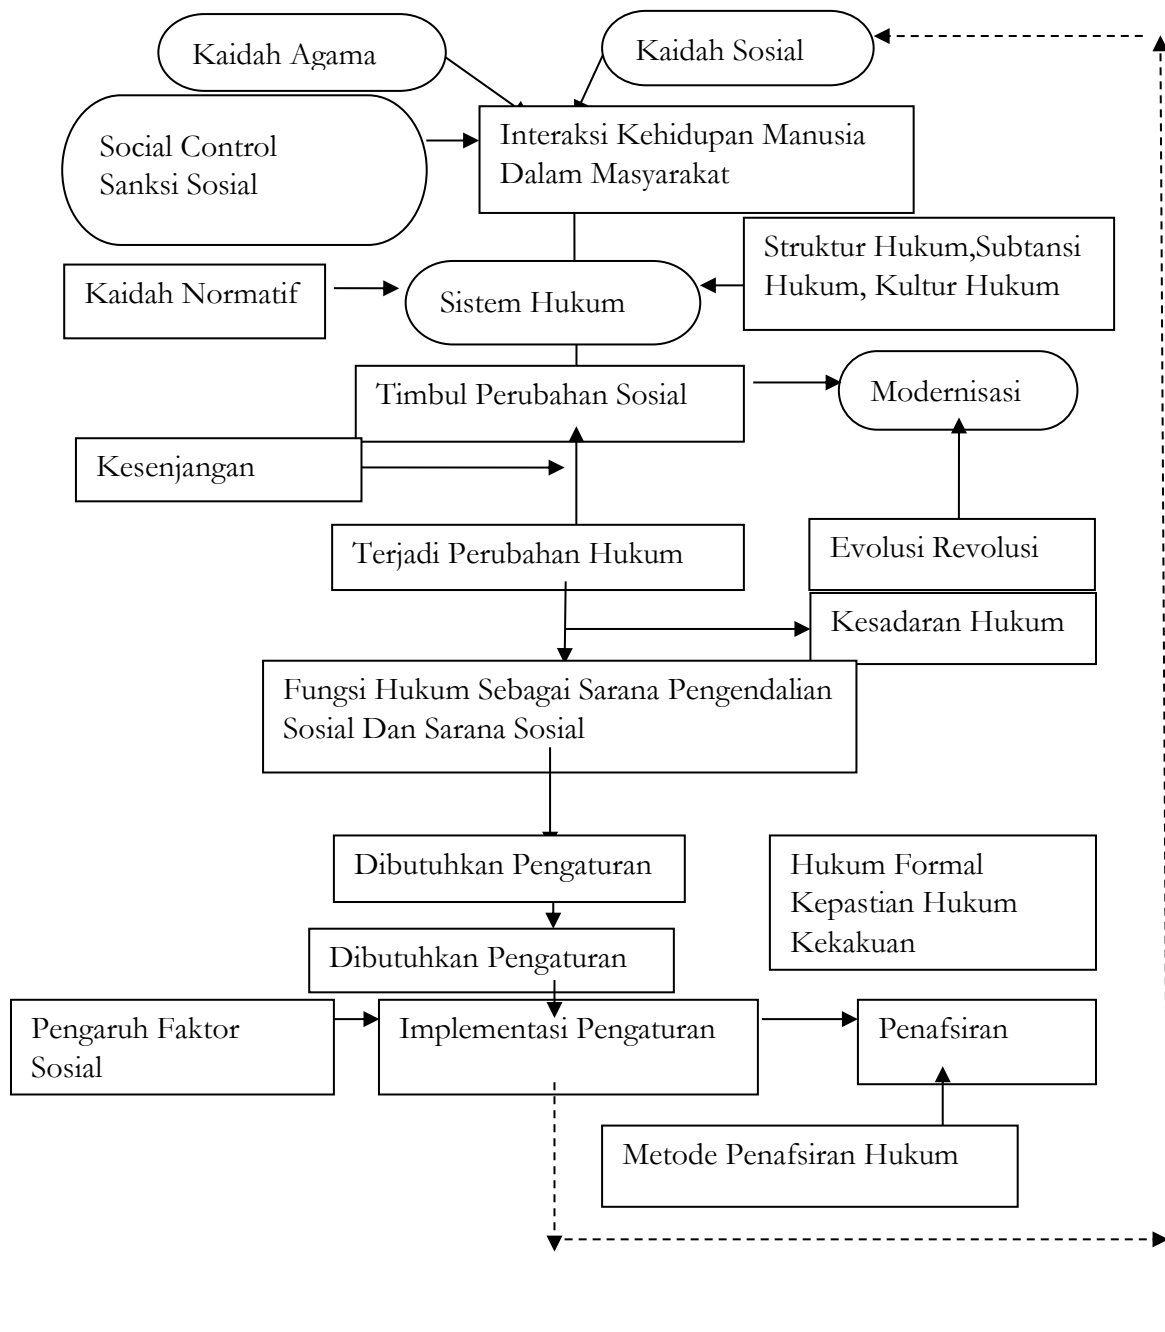 Kaidah Agama
Kaidah Sosial
Social Control
Sanksi Sosial
Interaksi Kehidupan Manusia
Dalam Masyarakat
Struktur Hukum,Subtansi
Hukum, Kultur Hukum
Kaidah Normatif
Sistem Hukum
Timbul Perubahan Sosial
Modernisasi
Kesenjangan
Terjadi Perubahan Hukum
Evolusi Revolusi
Kesadaran Hukum
Fungsi Hukum Sebagai Sarana Pengendalian
Sosial Dan Sarana Sosial
Dibutuhkan Pengaturan
Hukum Formal
Kepastian Hukum
Kekakuan
Dibutuhkan Pengaturan
Pengaruh Faktor
Sosial
Implementasi Pengaturan
Penafsiran
Metode Penafsiran Hukum